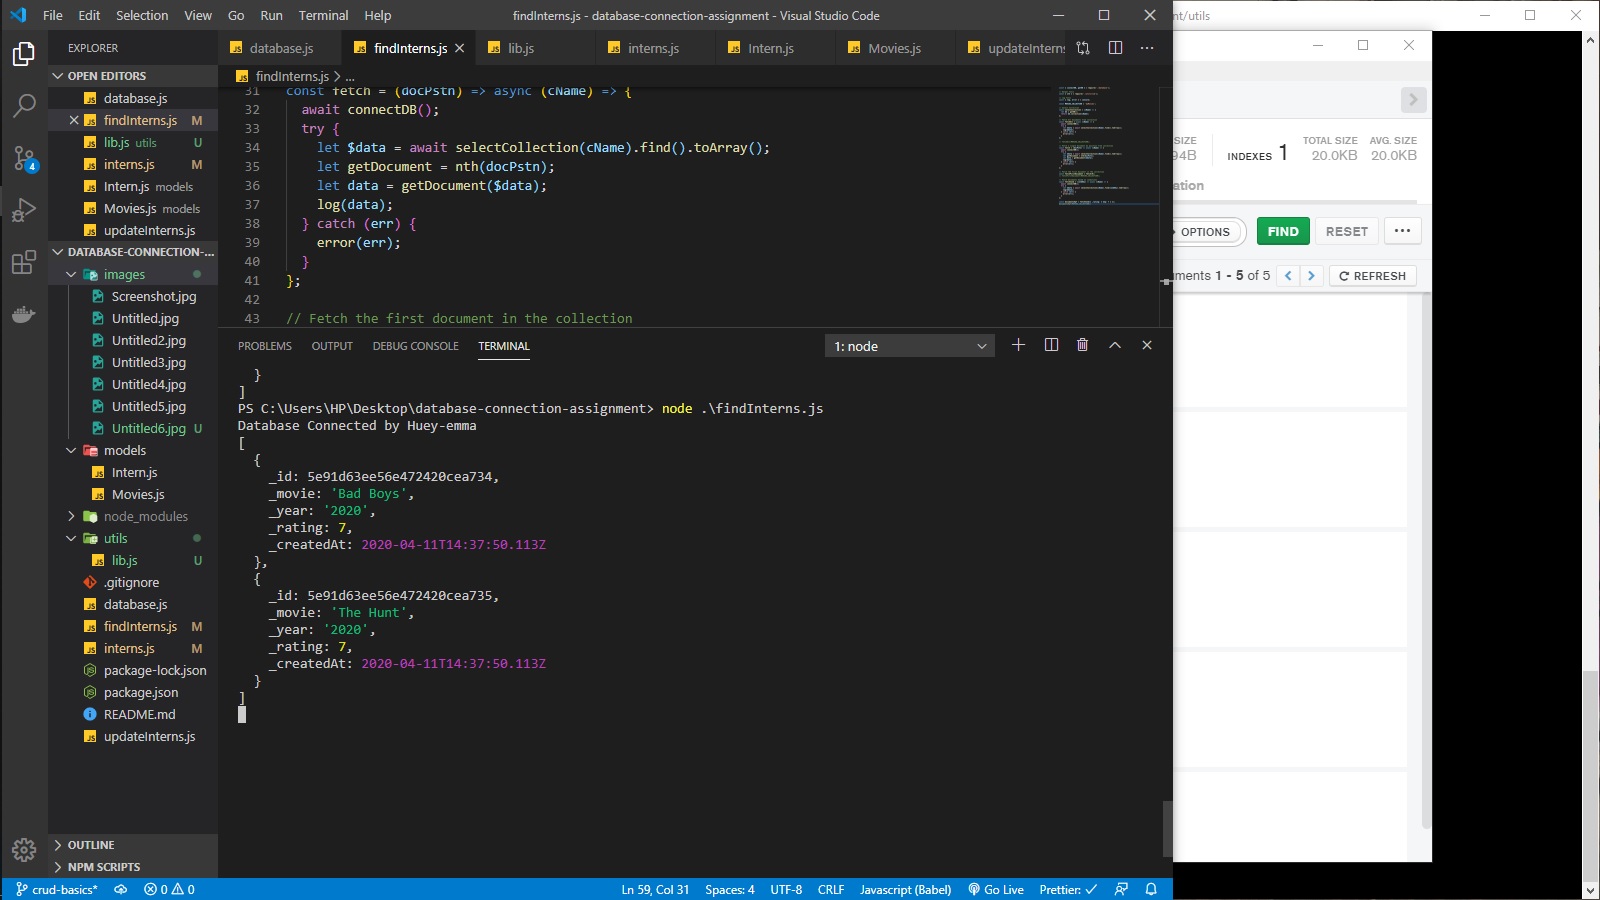 File Edit Selection View Go Run Terminal Help
findInterns.js - database-connection-assignment - Visual Studio Code
EXPLORER
OPEN EDITORS
database.js
findInterns.js M
lib.js utils U
interns.js M
Intern.js models
Movies.js models
updateInterns.js
DATABASE-CONNECTION-...
images
Screenshot.jpg
Untitled.jpg
Untitled2.jpg
Untitled3.jpg
Untitled4.jpg
Untitled5.jpg
Untitled6.jpg U
models
Intern.js
Movies.js
node_modules
utils
lib.js U
.gitignore
database.js
findInterns.js M
interns.js M
package-lock.json
package.json
README.md
updateInterns.js
OUTLINE
NPM SCRIPTS
database.js findInterns.js lib.js interns.js Intern.js Movies.js updateInterns
findInterns.js > ...
31 const fetch = (docPstn) => async (cName) => {
32 await connectDB();
33 try {
34 let $data = await selectCollection(cName).find().toArray();
35 let getDocument = nth(docPstn);
36 let data = getDocument($data);
37 log(data);
38 } catch (err) {
39 error(err);
40 }
41 };
42
43 // Fetch the first document in the collection
PROBLEMS OUTPUT DEBUG CONSOLE TERMINAL 1: node
}
]
PS C:\Users\HP\Desktop\database-connection-assignment> node .\findInterns.js
Database Connected by Huey-emma
[
{
_id: 5e91d63ee56e472420cea734,
_movie: 'Bad Boys',
_year: '2020',
_rating: 7,
_createdAt: 2020-04-11T14:37:50.113Z
},
{
_id: 5e91d63ee56e472420cea735,
_movie: 'The Hunt',
_year: '2020',
_rating: 7,
_createdAt: 2020-04-11T14:37:50.113Z
}
]
4
crud-basics* 0 0 Ln 59, Col 31 Spaces: 4 UTF-8 CRLF Javascript (Babel) Go Live Prettier: ✓
nt/utils
SIZE
94B
INDEXES 1
TOTAL SIZE AVG. SIZE
20.0KB 20.0KB
ation
OPTIONS FIND RESET ...
uments 1 - 5 of 5 < > REFRESH